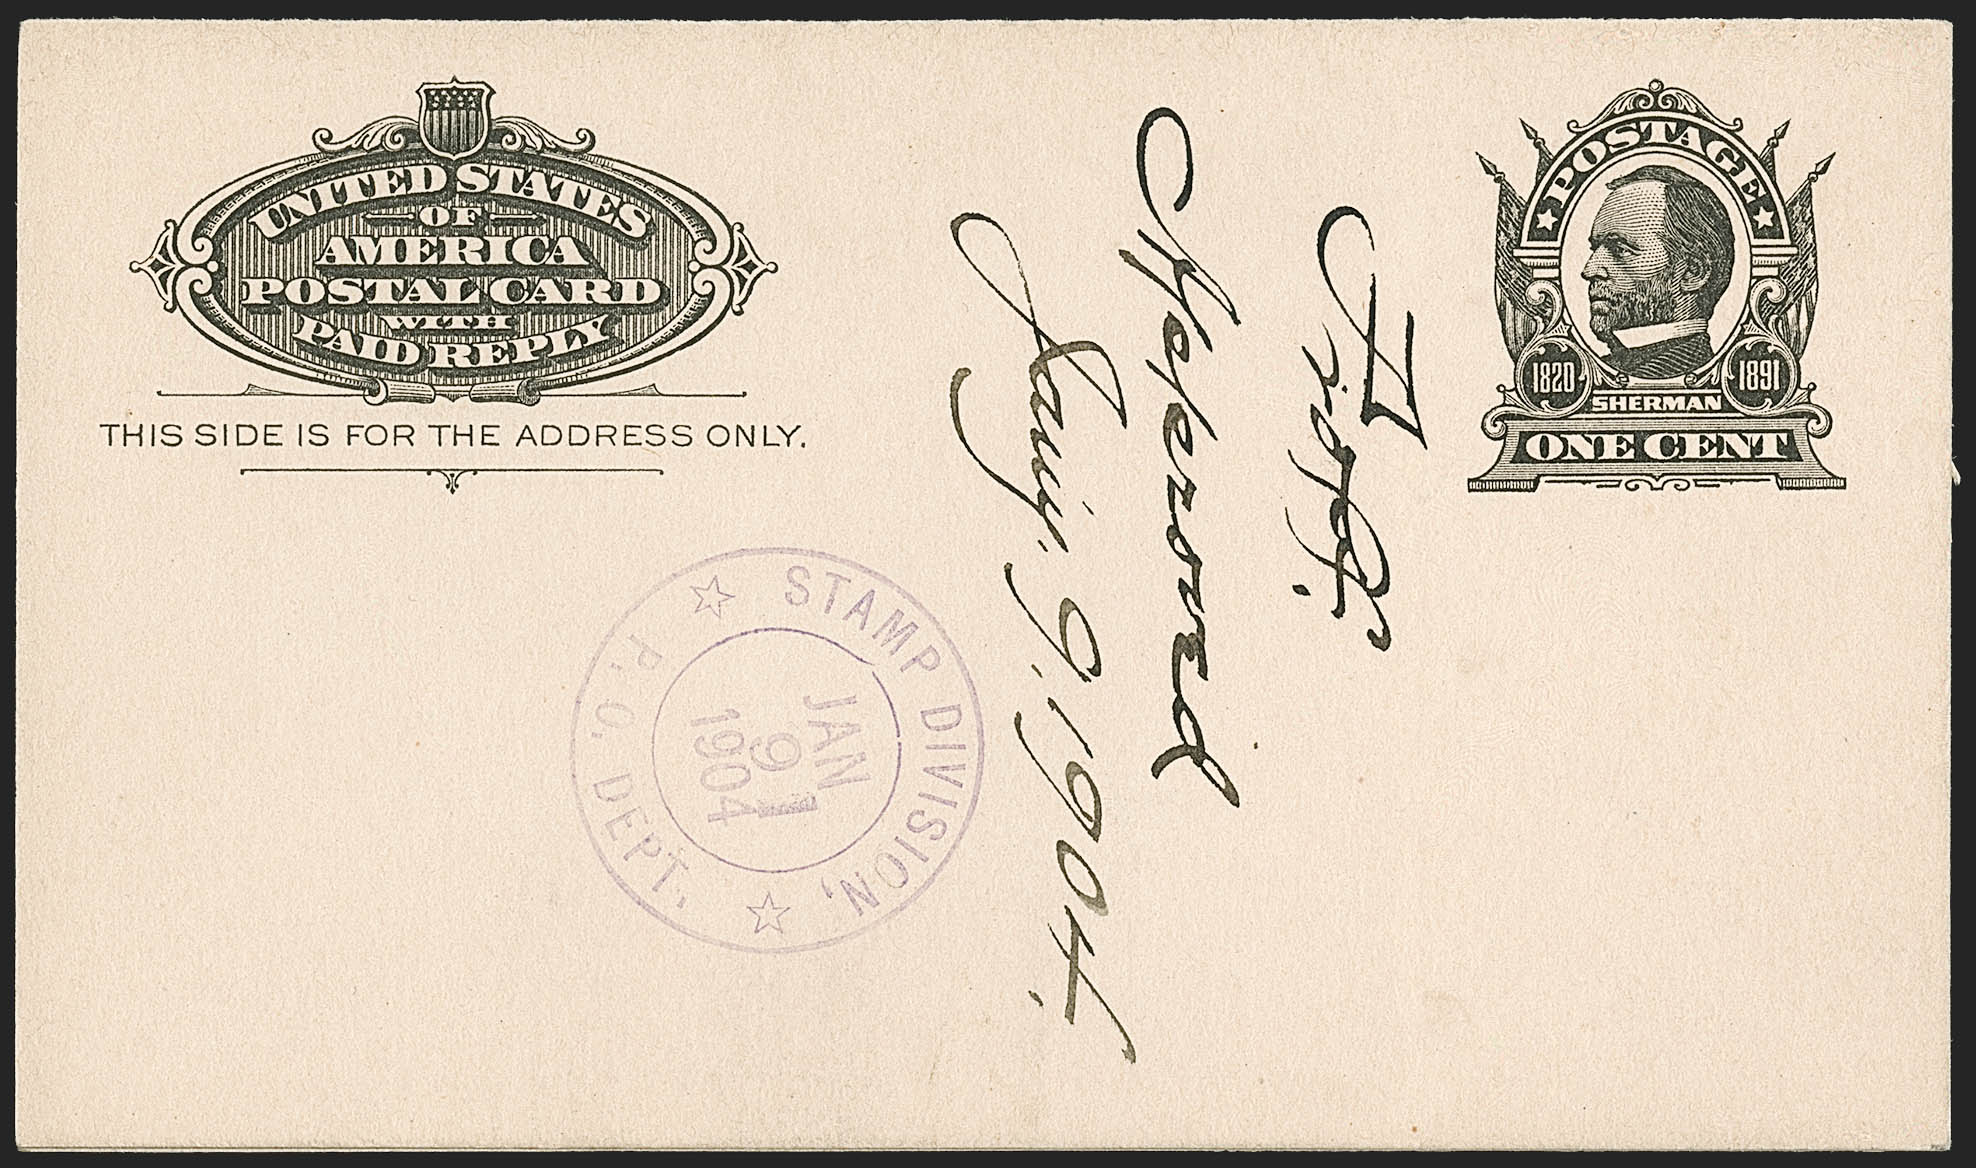 UNITED STATES
OF
AMERICA
POSTAL CARD
WITH
PAID REPLY
THIS SIDE IS FOR THE ADDRESS ONLY.
POSTAGE
1820 1891
SHERMAN
ONE CENT
Approved
Jany. 9, 1904.
STAMP DIVISION,
P. O. DEPT.
JAN
9
1904